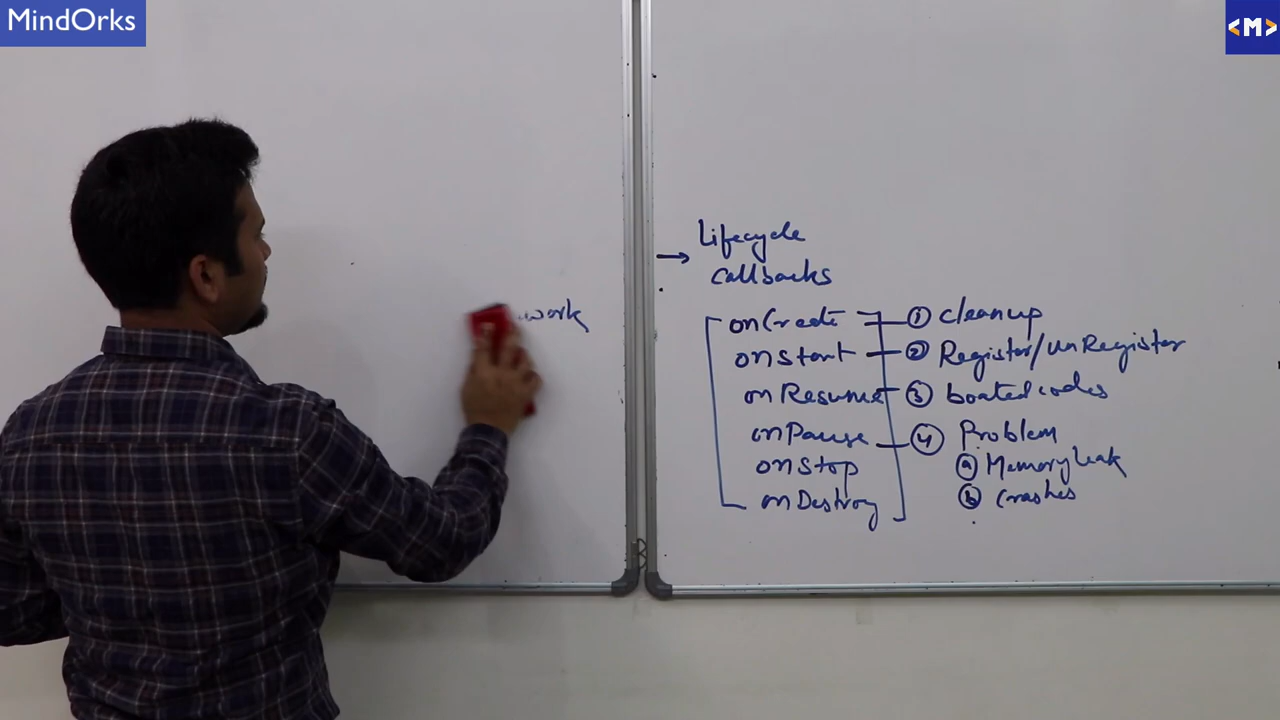 MindOrks
<M>
work
→ Lifecycle
callbacks
onCreate ① cleanup
onStart ② Register/unRegister
onResume ③ boated codes
onPause ④ Problem
onStop ⓐ Memory leak
onDestroy ⓑ Crashes